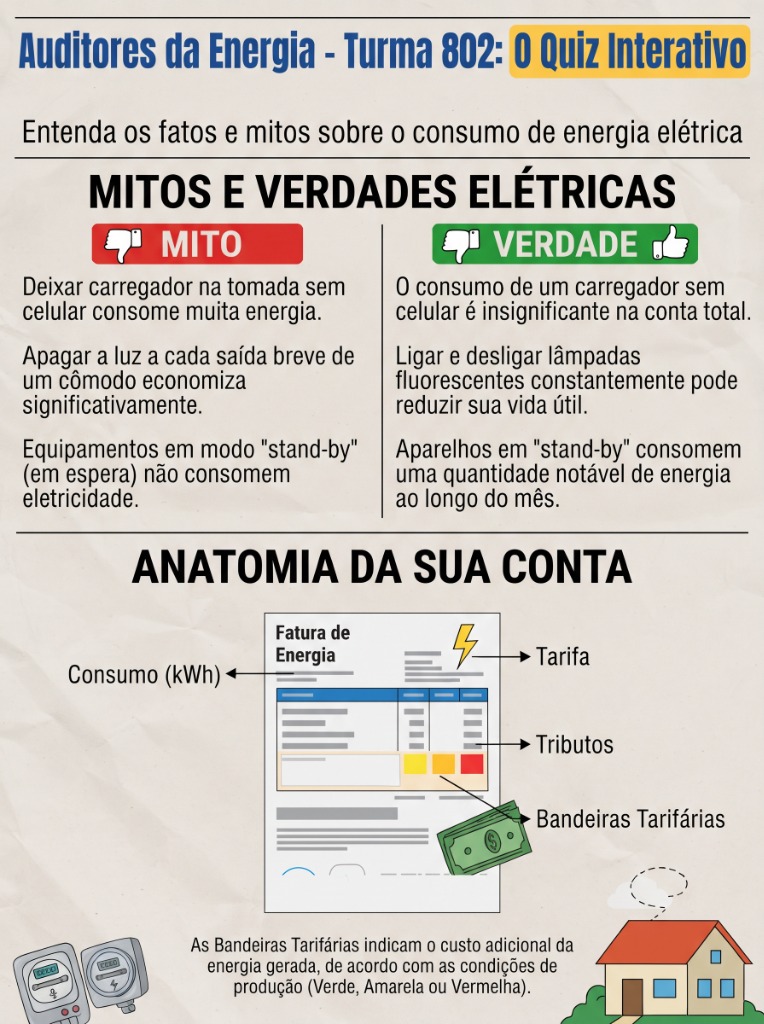 Auditores da Energia - Turma 802: O Quiz Interativo
Entenda os fatos e mitos sobre o consumo de energia elétrica
MITOS E VERDADES ELÉTRICAS
MITO
Deixar carregador na tomada sem
celular consome muita energia.
Apagar a luz a cada saída breve de
um cômodo economiza
significativamente.
Equipamentos em modo "stand-by"
(em espera) não consomem
eletricidade.
VERDADE
O consumo de um carregador sem
celular é insignificante na conta total.
Ligar e desligar lâmpadas
fluorescentes constantemente pode
reduzir sua vida útil.
Aparelhos em "stand-by" consomem
uma quantidade notável de energia
ao longo do mês.
ANATOMIA DA SUA CONTA
Fatura de
Energia
Consumo (kWh)
Tarifa
Tributos
Bandeiras Tarifárias
$
As Bandeiras Tarifárias indicam o custo adicional da
energia gerada, de acordo com as condições de
produção (Verde, Amarela ou Vermelha).